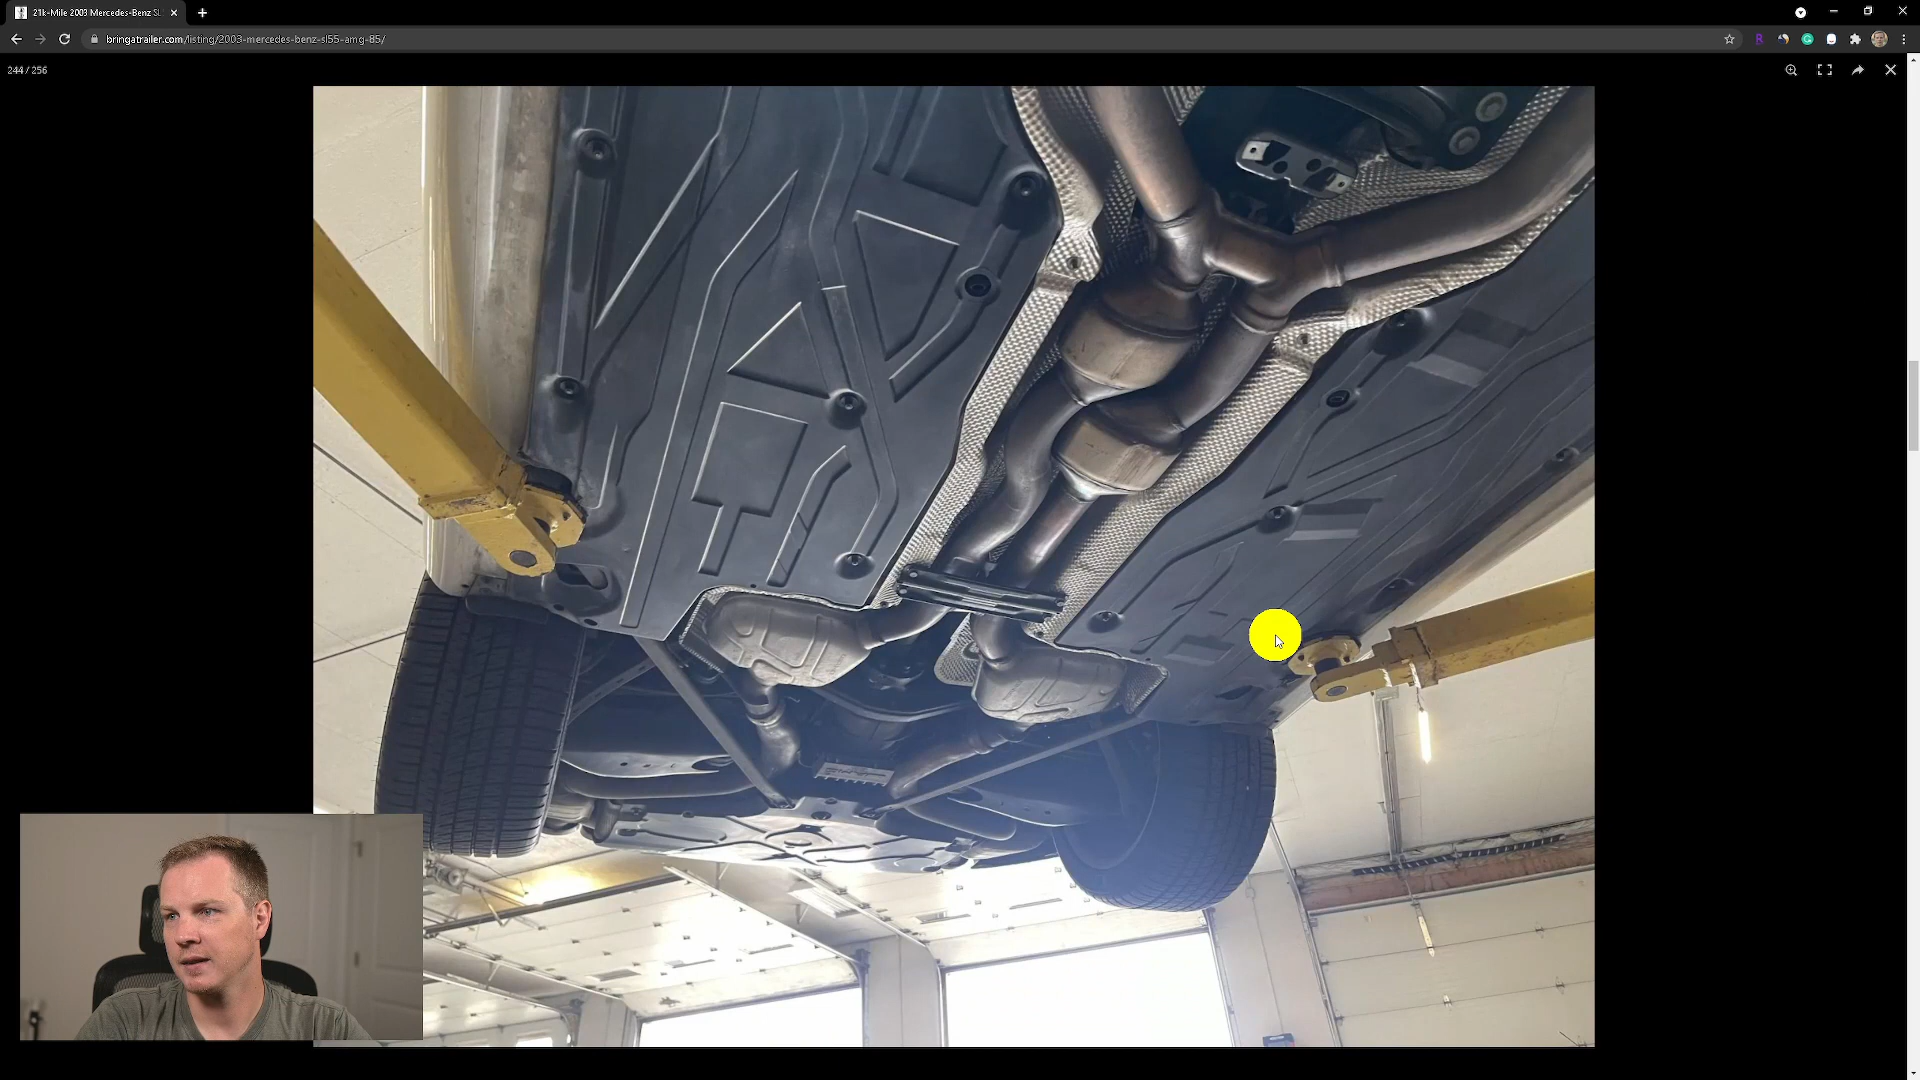 21k-Mile 2003 Mercedes-Benz SL
bringatrailer.com/listing/2003-mercedes-benz-sl55-amg-85/
244 / 256